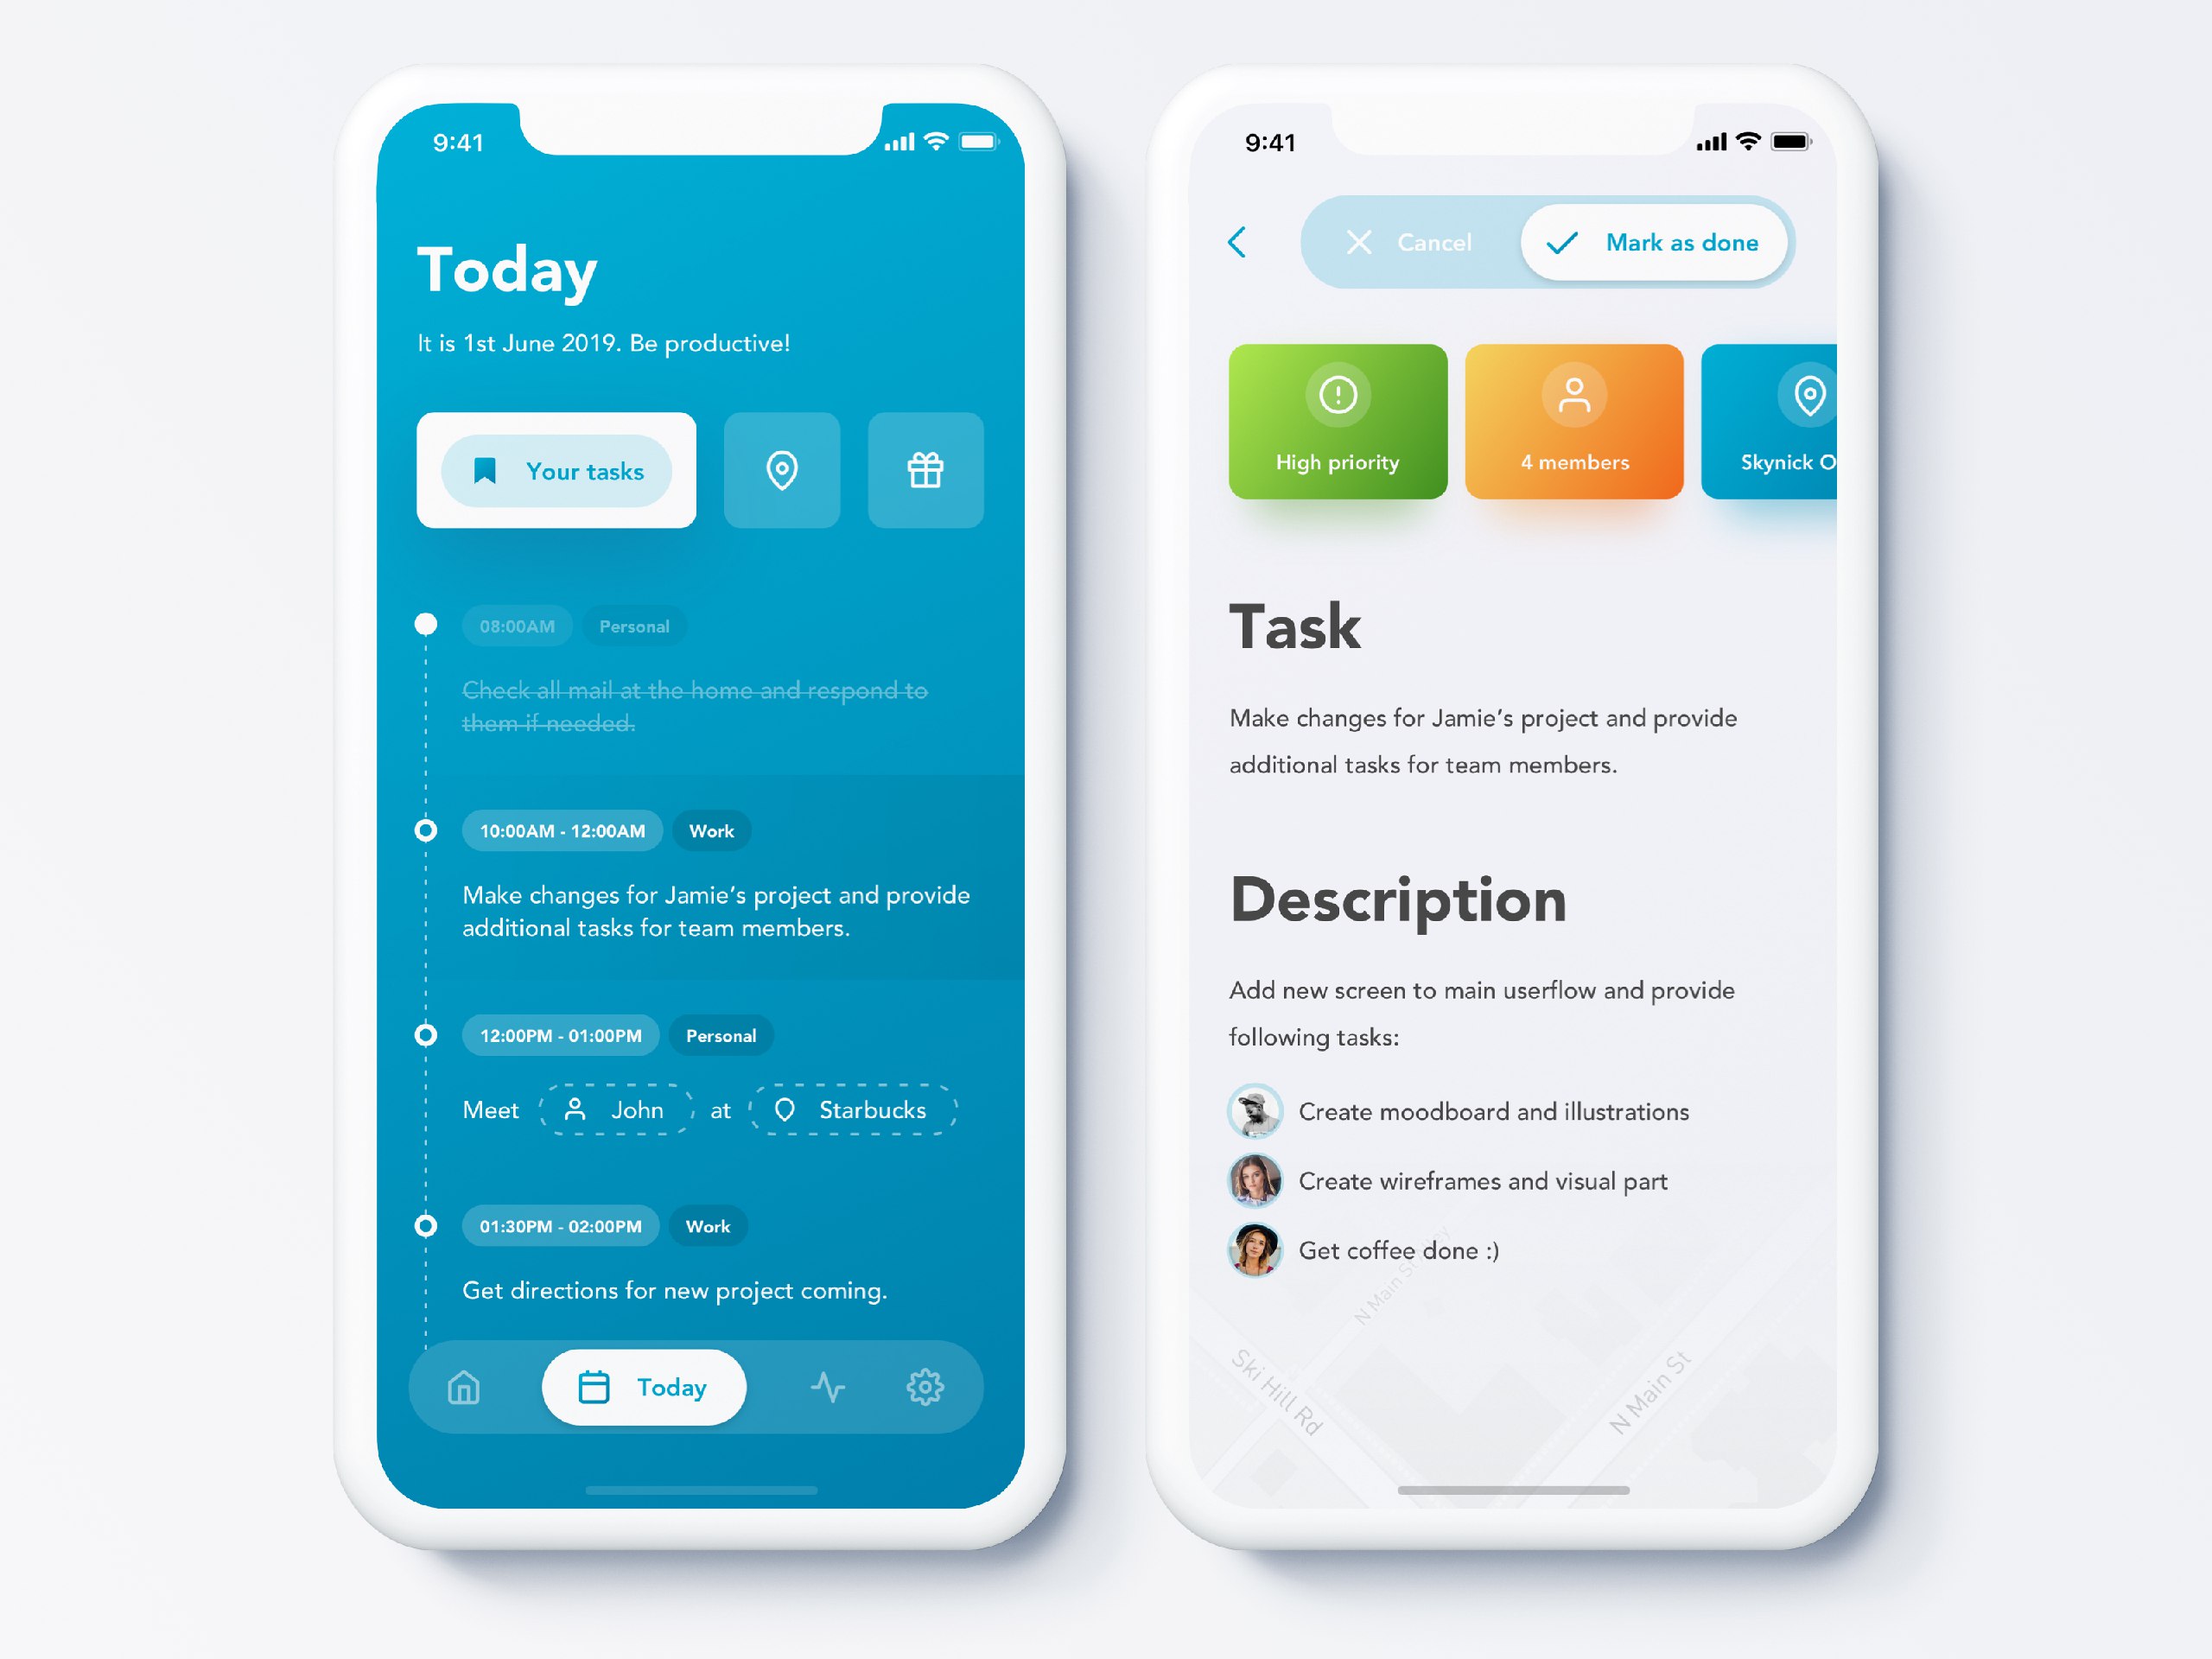 9:41
Today
It is 1st June 2019. Be productive!
Your tasks
08:00AM Personal
Check all mail at the home and respond to
them if needed.
10:00AM - 12:00AM Work
Make changes for Jamie’s project and provide
additional tasks for team members.
12:00PM - 01:00PM Personal
Meet John at Starbucks
01:30PM - 02:00PM Work
Get directions for new project coming.
Today
9:41
Cancel Mark as done
High priority
4 members
Skynick O
Task
Make changes for Jamie’s project and provide
additional tasks for team members.
Description
Add new screen to main userflow and provide
following tasks:
Create moodboard and illustrations
Create wireframes and visual part
Get coffee done :)
N Main St
Ski Hill Rd
N Main St